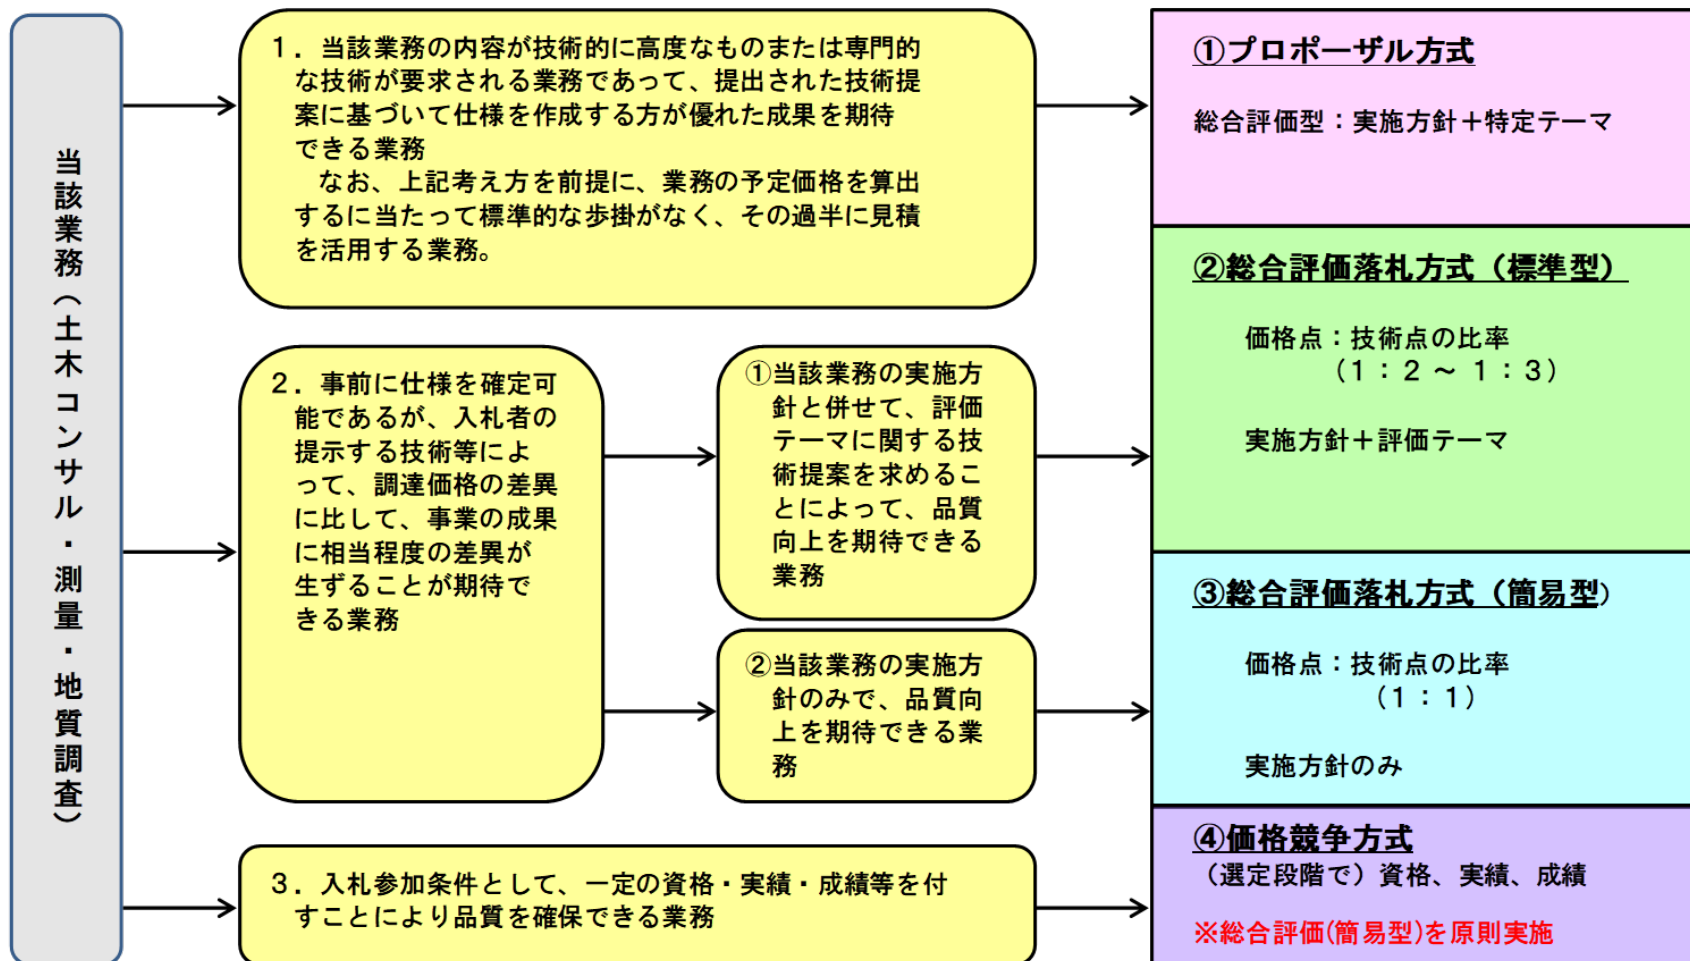 当該業務（土木コンサル・測量・地質調査）
１．当該業務の内容が技術的に高度なものまたは専門的
な技術が要求される業務であって、提出された技術提
案に基づいて仕様を作成する方が優れた成果を期待
できる業務
なお、上記考え方を前提に、業務の予定価格を算出
するに当たって標準的な歩掛がなく、その過半に見積
を活用する業務。
２．事前に仕様を確定可
能であるが、入札者の
提示する技術等によ
って、調達価格の差異
に比して、事業の成果
に相当程度の差異が
生ずることが期待で
きる業務
①当該業務の実施方
針と併せて、評価
テーマに関する技
術提案を求めるこ
とによって、品質
向上を期待できる
業務
②当該業務の実施方
針のみで、品質向
上を期待できる業
務
３．入札参加条件として、一定の資格・実績・成績等を付
すことにより品質を確保できる業務
①プロポーザル方式
総合評価型：実施方針＋特定テーマ
②総合評価落札方式（標準型）
価格点：技術点の比率
（１：２～１：３）
実施方針＋評価テーマ
③総合評価落札方式（簡易型）
価格点：技術点の比率
（１：１）
実施方針のみ
④価格競争方式
（選定段階で）資格、実績、成績
※総合評価(簡易型)を原則実施